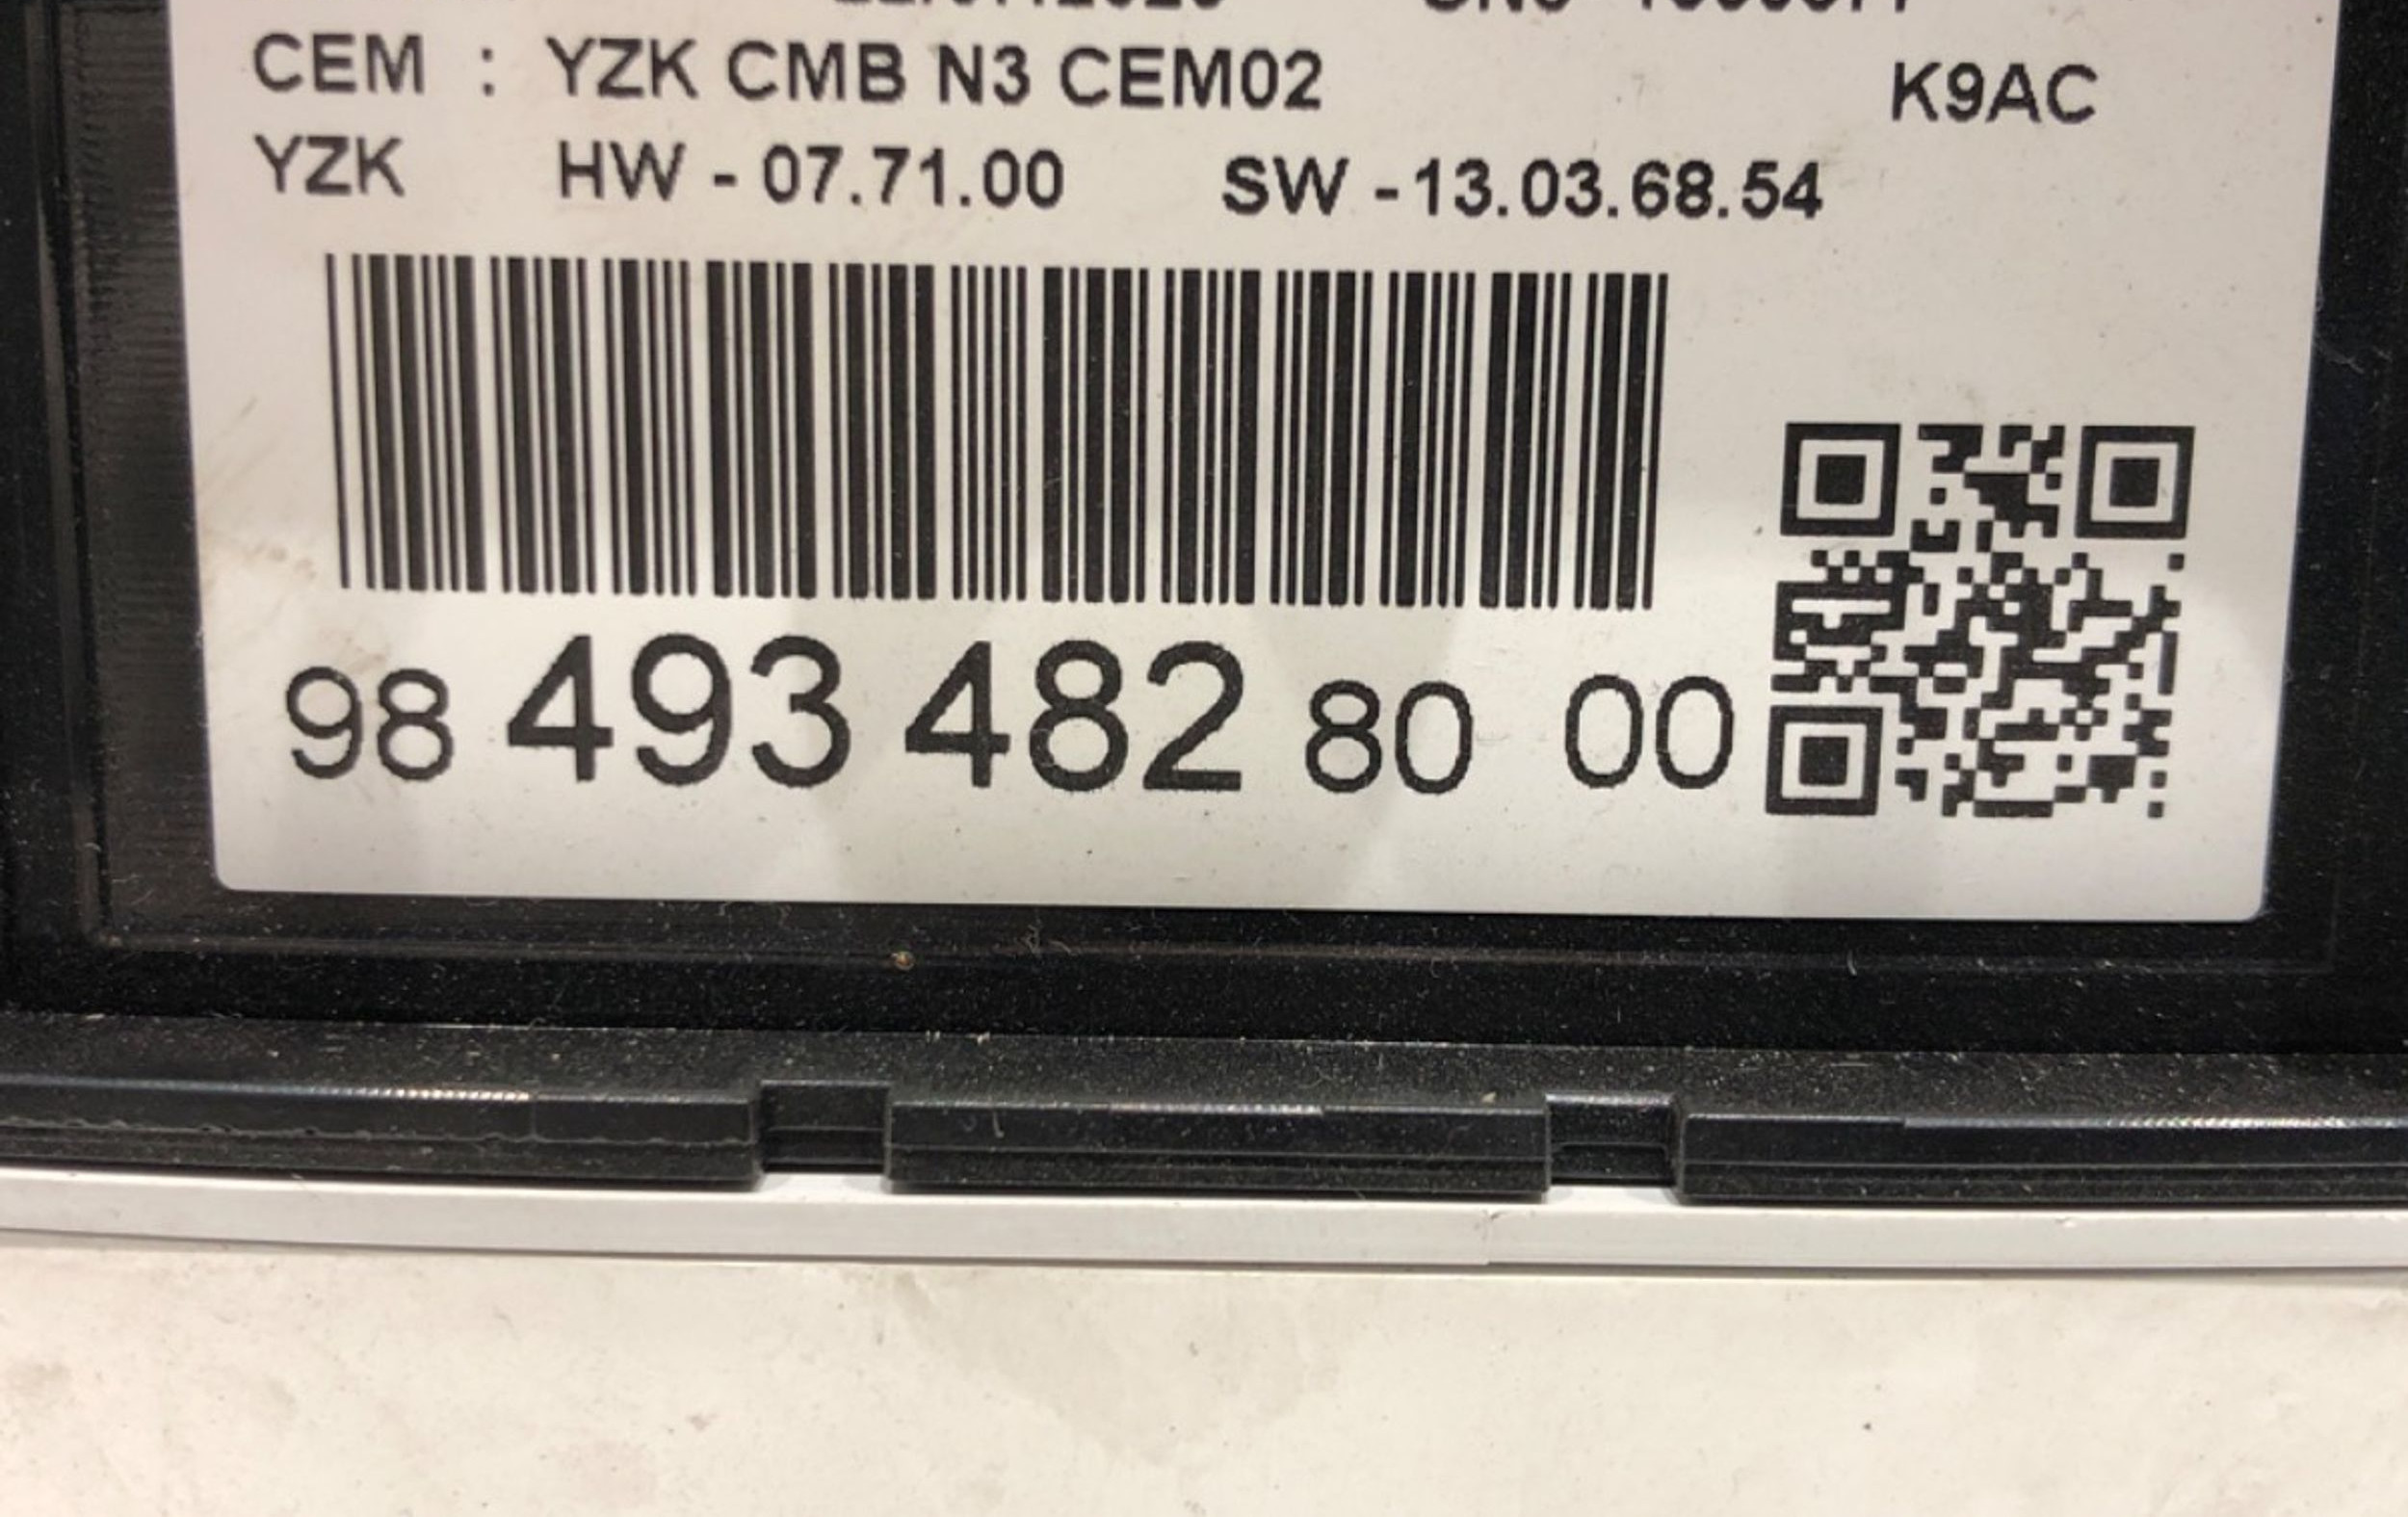 CEM : YZK CMB N3 CEM02 K9AC
YZK HW - 07.71.00 SW - 13.03.68.54
98 493 482 80 00